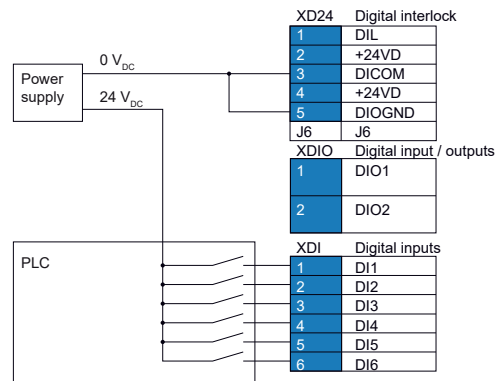 XD24 Digital interlock
1 DIL
2 +24VD
3 DICOM
4 +24VD
5 DIOGND
J6 J6
0 VDC
Power
supply
24 VDC
XDIO Digital input / outputs
1 DIO1
2 DIO2
XDI Digital inputs
PLC
1 DI1
2 DI2
3 DI3
4 DI4
5 DI5
6 DI6